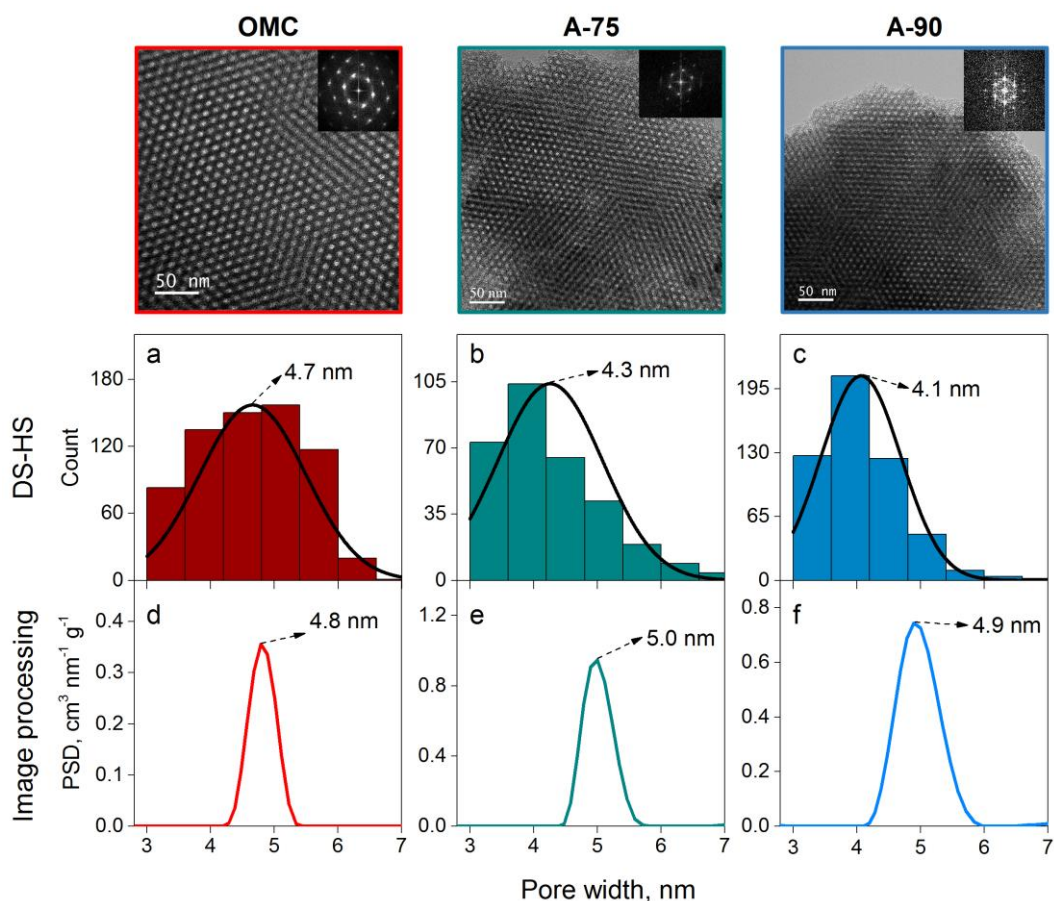 OMC
A-75
A-90
50 nm
50 nm
50 nm
DS-HS
Count
a
4.7 nm
180
120
60
0
b
4.3 nm
105
70
35
0
c
4.1 nm
195
130
65
0
Image processing
PSD, cm³ nm⁻¹ g⁻¹
d
4.8 nm
0.4
0.3
0.2
0.1
0.0
3 4 5 6 7
e
5.0 nm
1.2
0.8
0.4
0.0
3 4 5 6 7
f
4.9 nm
0.8
0.6
0.4
0.2
0.0
3 4 5 6 7
Pore width, nm